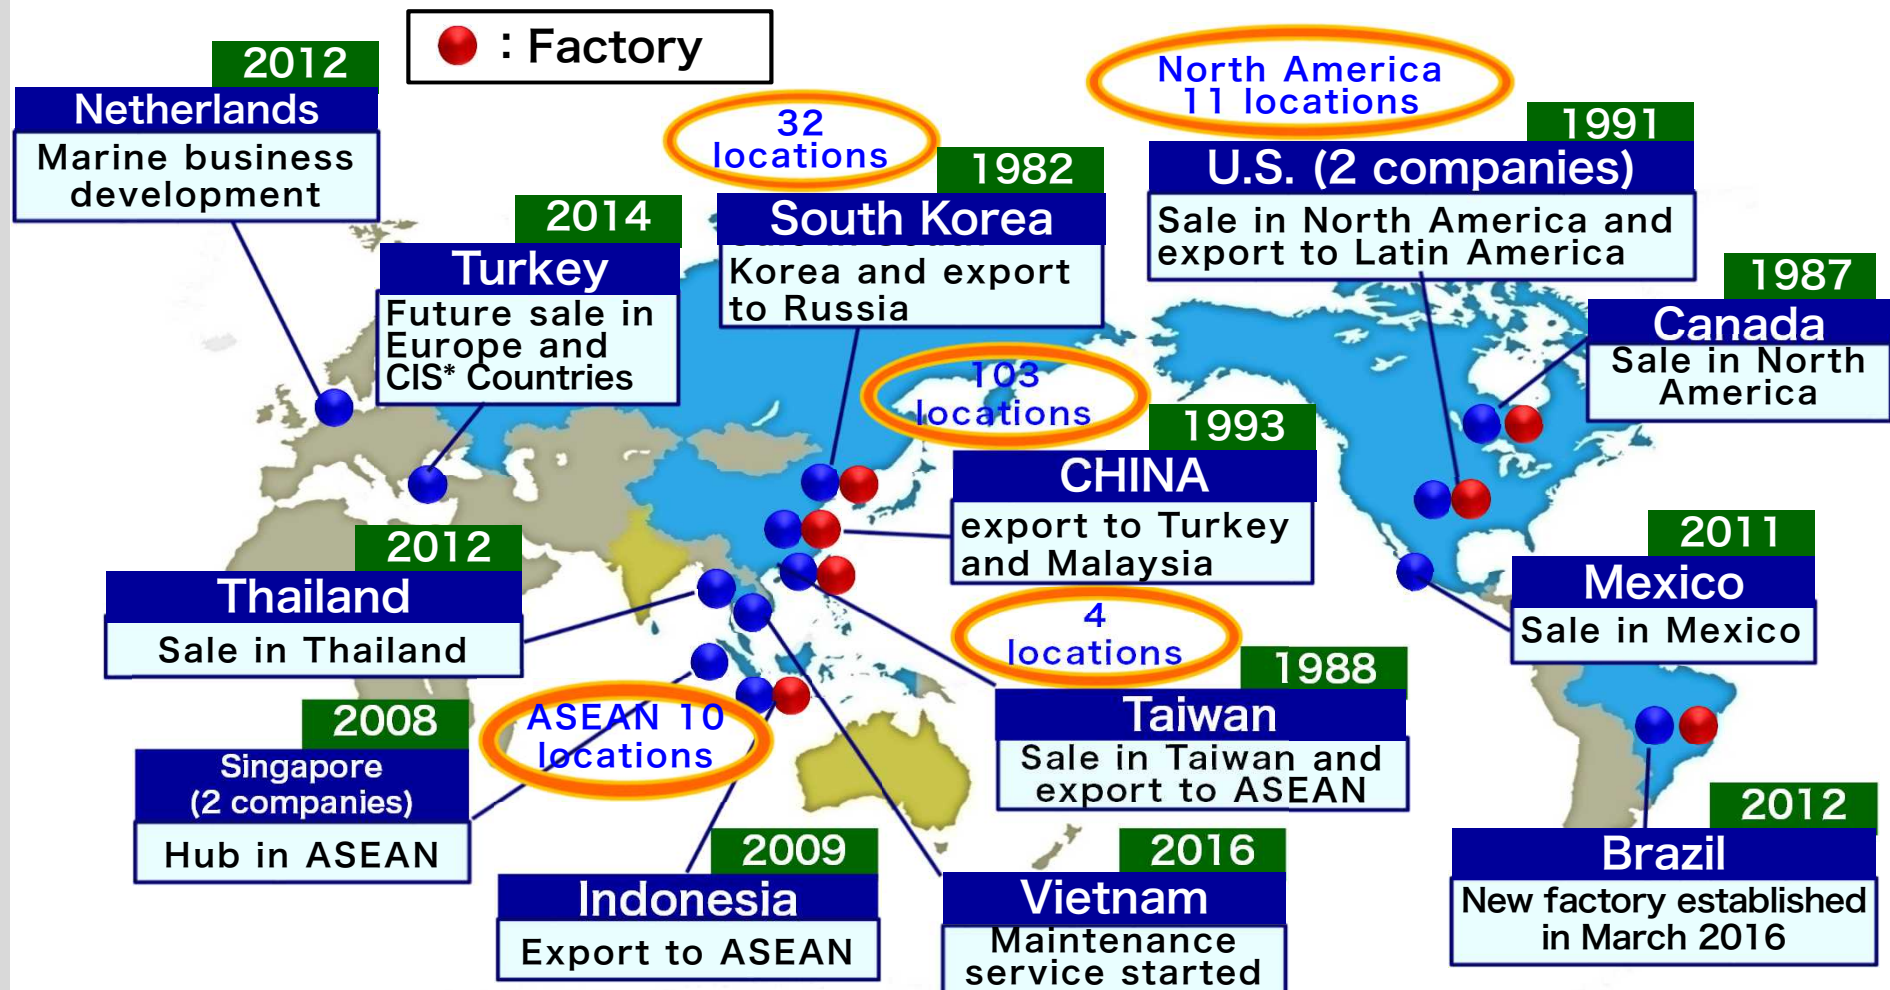 : Factory
2012
Netherlands
Marine business
development
2014
Turkey
Future sale in
Europe and
CIS* Countries
32
locations
1982
South Korea
Korea and export
to Russia
North America
11 locations
1991
U.S. (2 companies)
Sale in North America and
export to Latin America
1987
Canada
Sale in North
America
103
locations
1993
CHINA
export to Turkey
and Malaysia
2012
Thailand
Sale in Thailand
2011
Mexico
Sale in Mexico
4
locations
1988
Taiwan
Sale in Taiwan and
export to ASEAN
2008
Singapore
(2 companies)
Hub in ASEAN
ASEAN 10
locations
2009
Indonesia
Export to ASEAN
2016
Vietnam
Maintenance
service started
2012
Brazil
New factory established
in March 2016